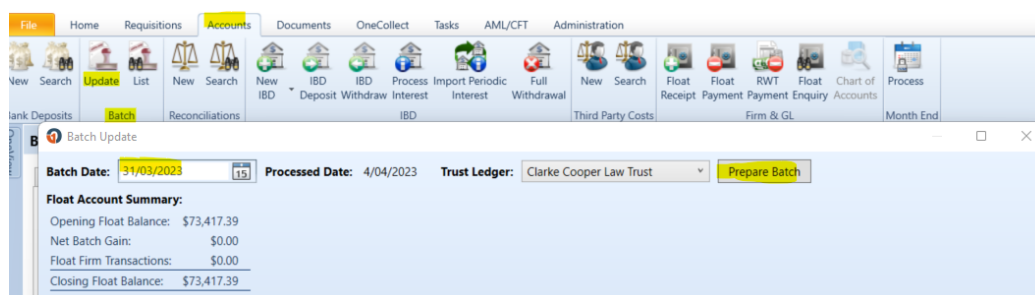 File Home Requisitions Accounts Documents OneCollect Tasks AML/CFT Administration
New Search Update List New Search New IBD IBD Deposit IBD Withdraw Process Interest Import Periodic Interest Full Withdrawal New Search Float Receipt Float Payment RWT Payment Float Enquiry Chart of Accounts Process
Bank Deposits Batch Reconciliations IBD Third Party Costs Firm & GL Month End
Batch Update
Batch Date: 31/03/2023 15 Processed Date: 4/04/2023 Trust Ledger: Clarke Cooper Law Trust Prepare Batch
Float Account Summary:
Opening Float Balance: $73,417.39
Net Batch Gain: $0.00
Float Firm Transactions: $0.00
Closing Float Balance: $73,417.39